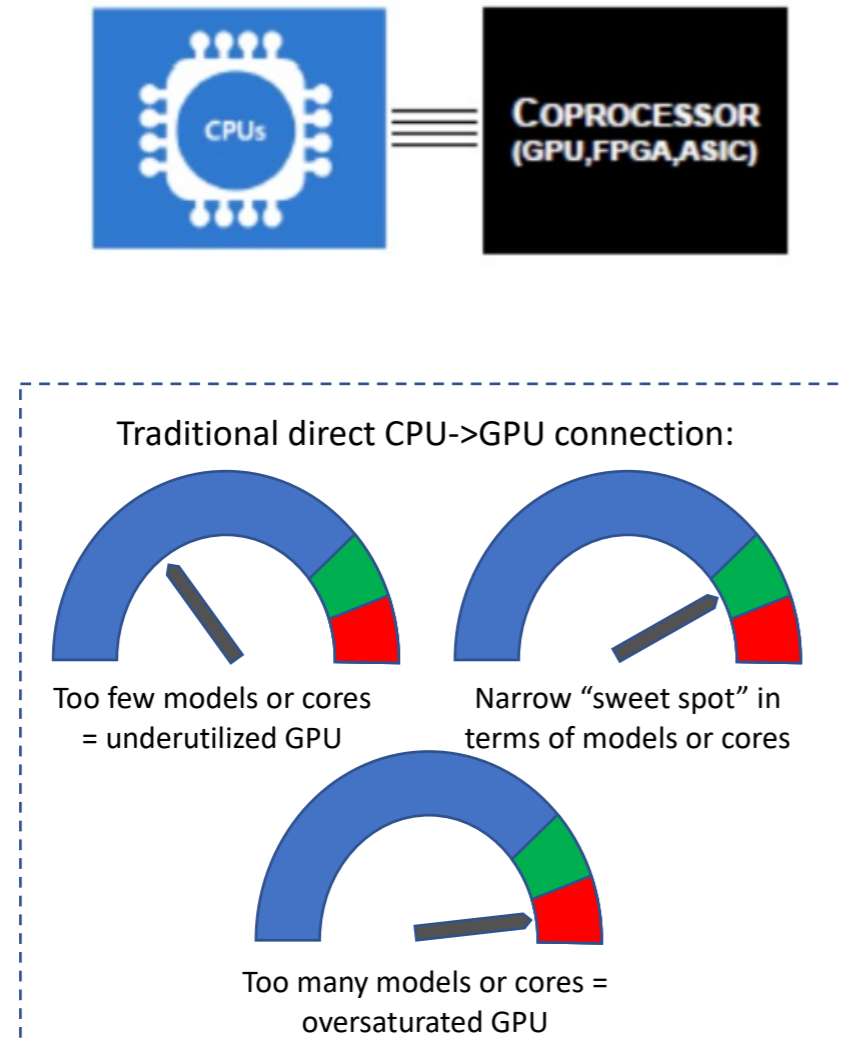 CPUs
COPROCESSOR
(GPU,FPGA,ASIC)
Traditional direct CPU->GPU connection:
Too few models or cores
= underutilized GPU
Narrow “sweet spot” in
terms of models or cores
Too many models or cores =
oversaturated GPU